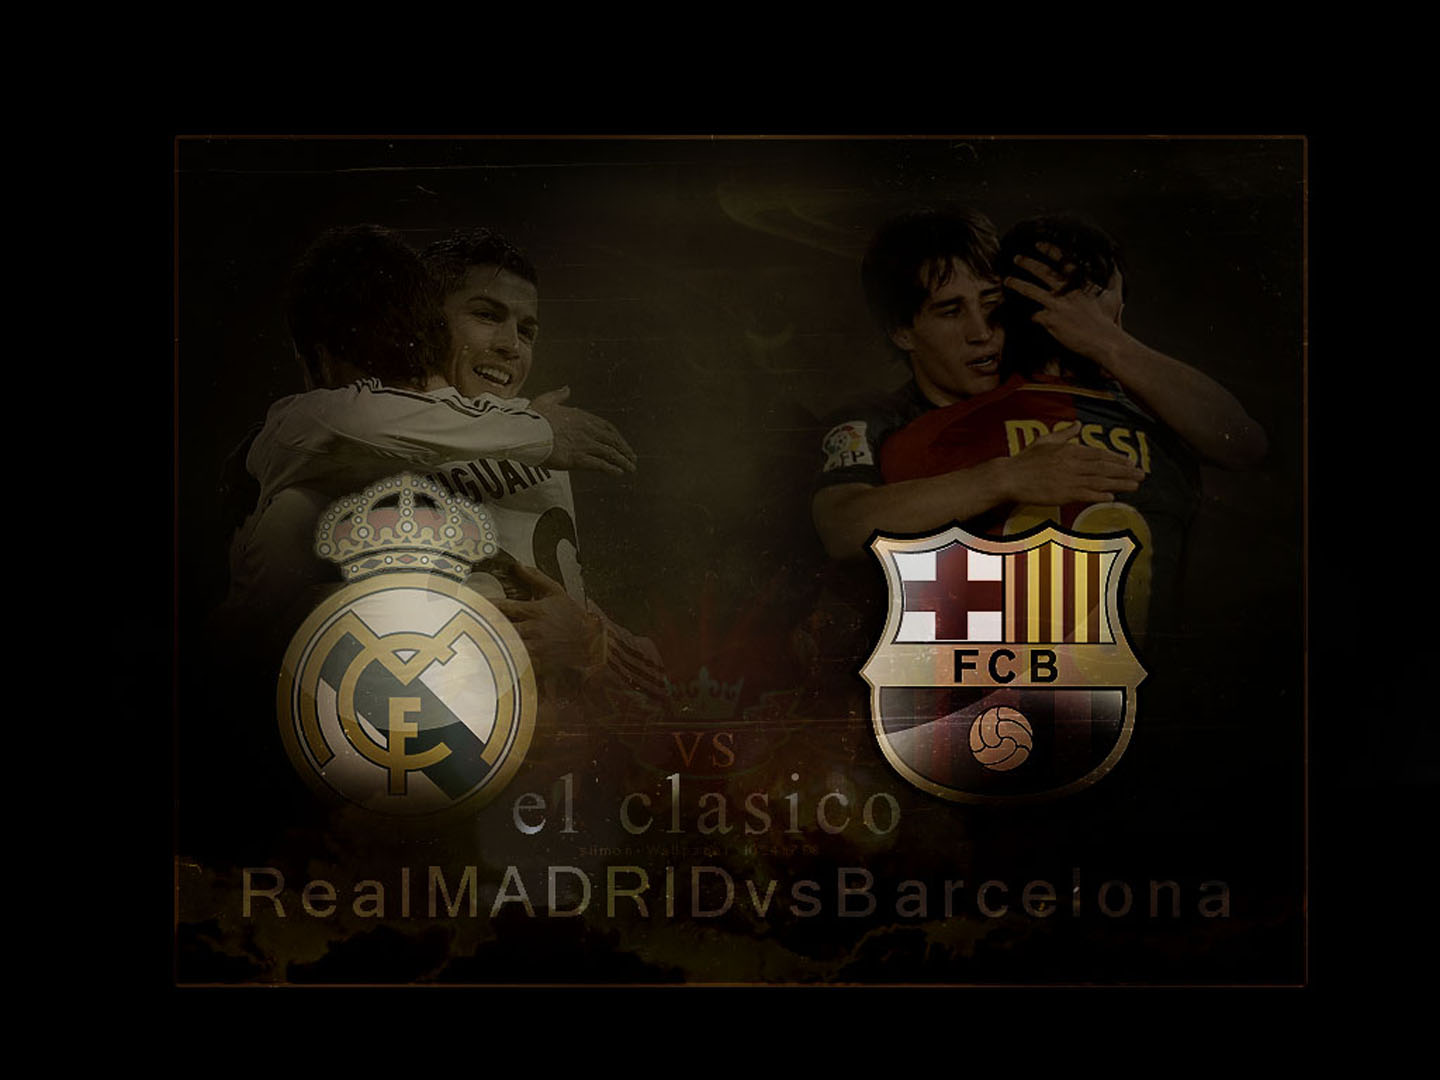 MESSI
FCB
vs
el clasico
RealMADRIDvsBarcelona